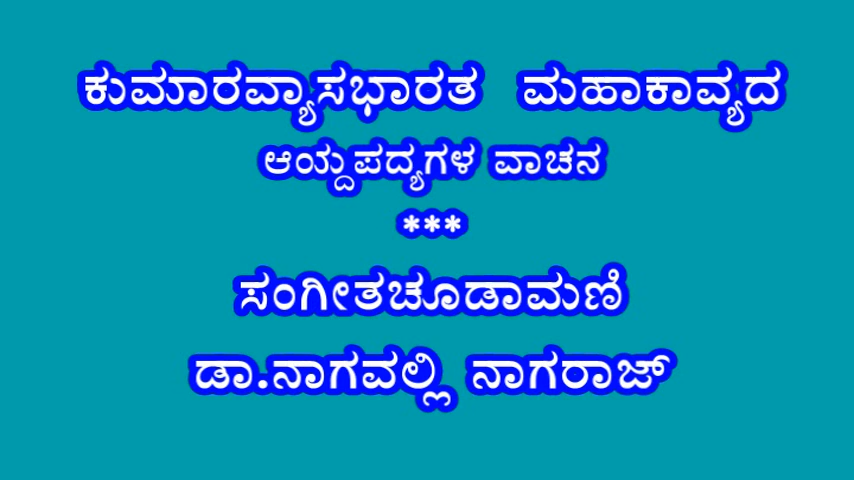 ಕುಮಾರವ್ಯಾಸಭಾರತ ಮಹಾಕಾವ್ಯದ
ಆಯ್ದಪದ್ಯಗಳ ವಾಚನ
***
ಸಂಗೀತಚೂಡಾಮಣಿ
ಡಾ.ನಾಗವಲ್ಲಿ ನಾಗರಾಜ್